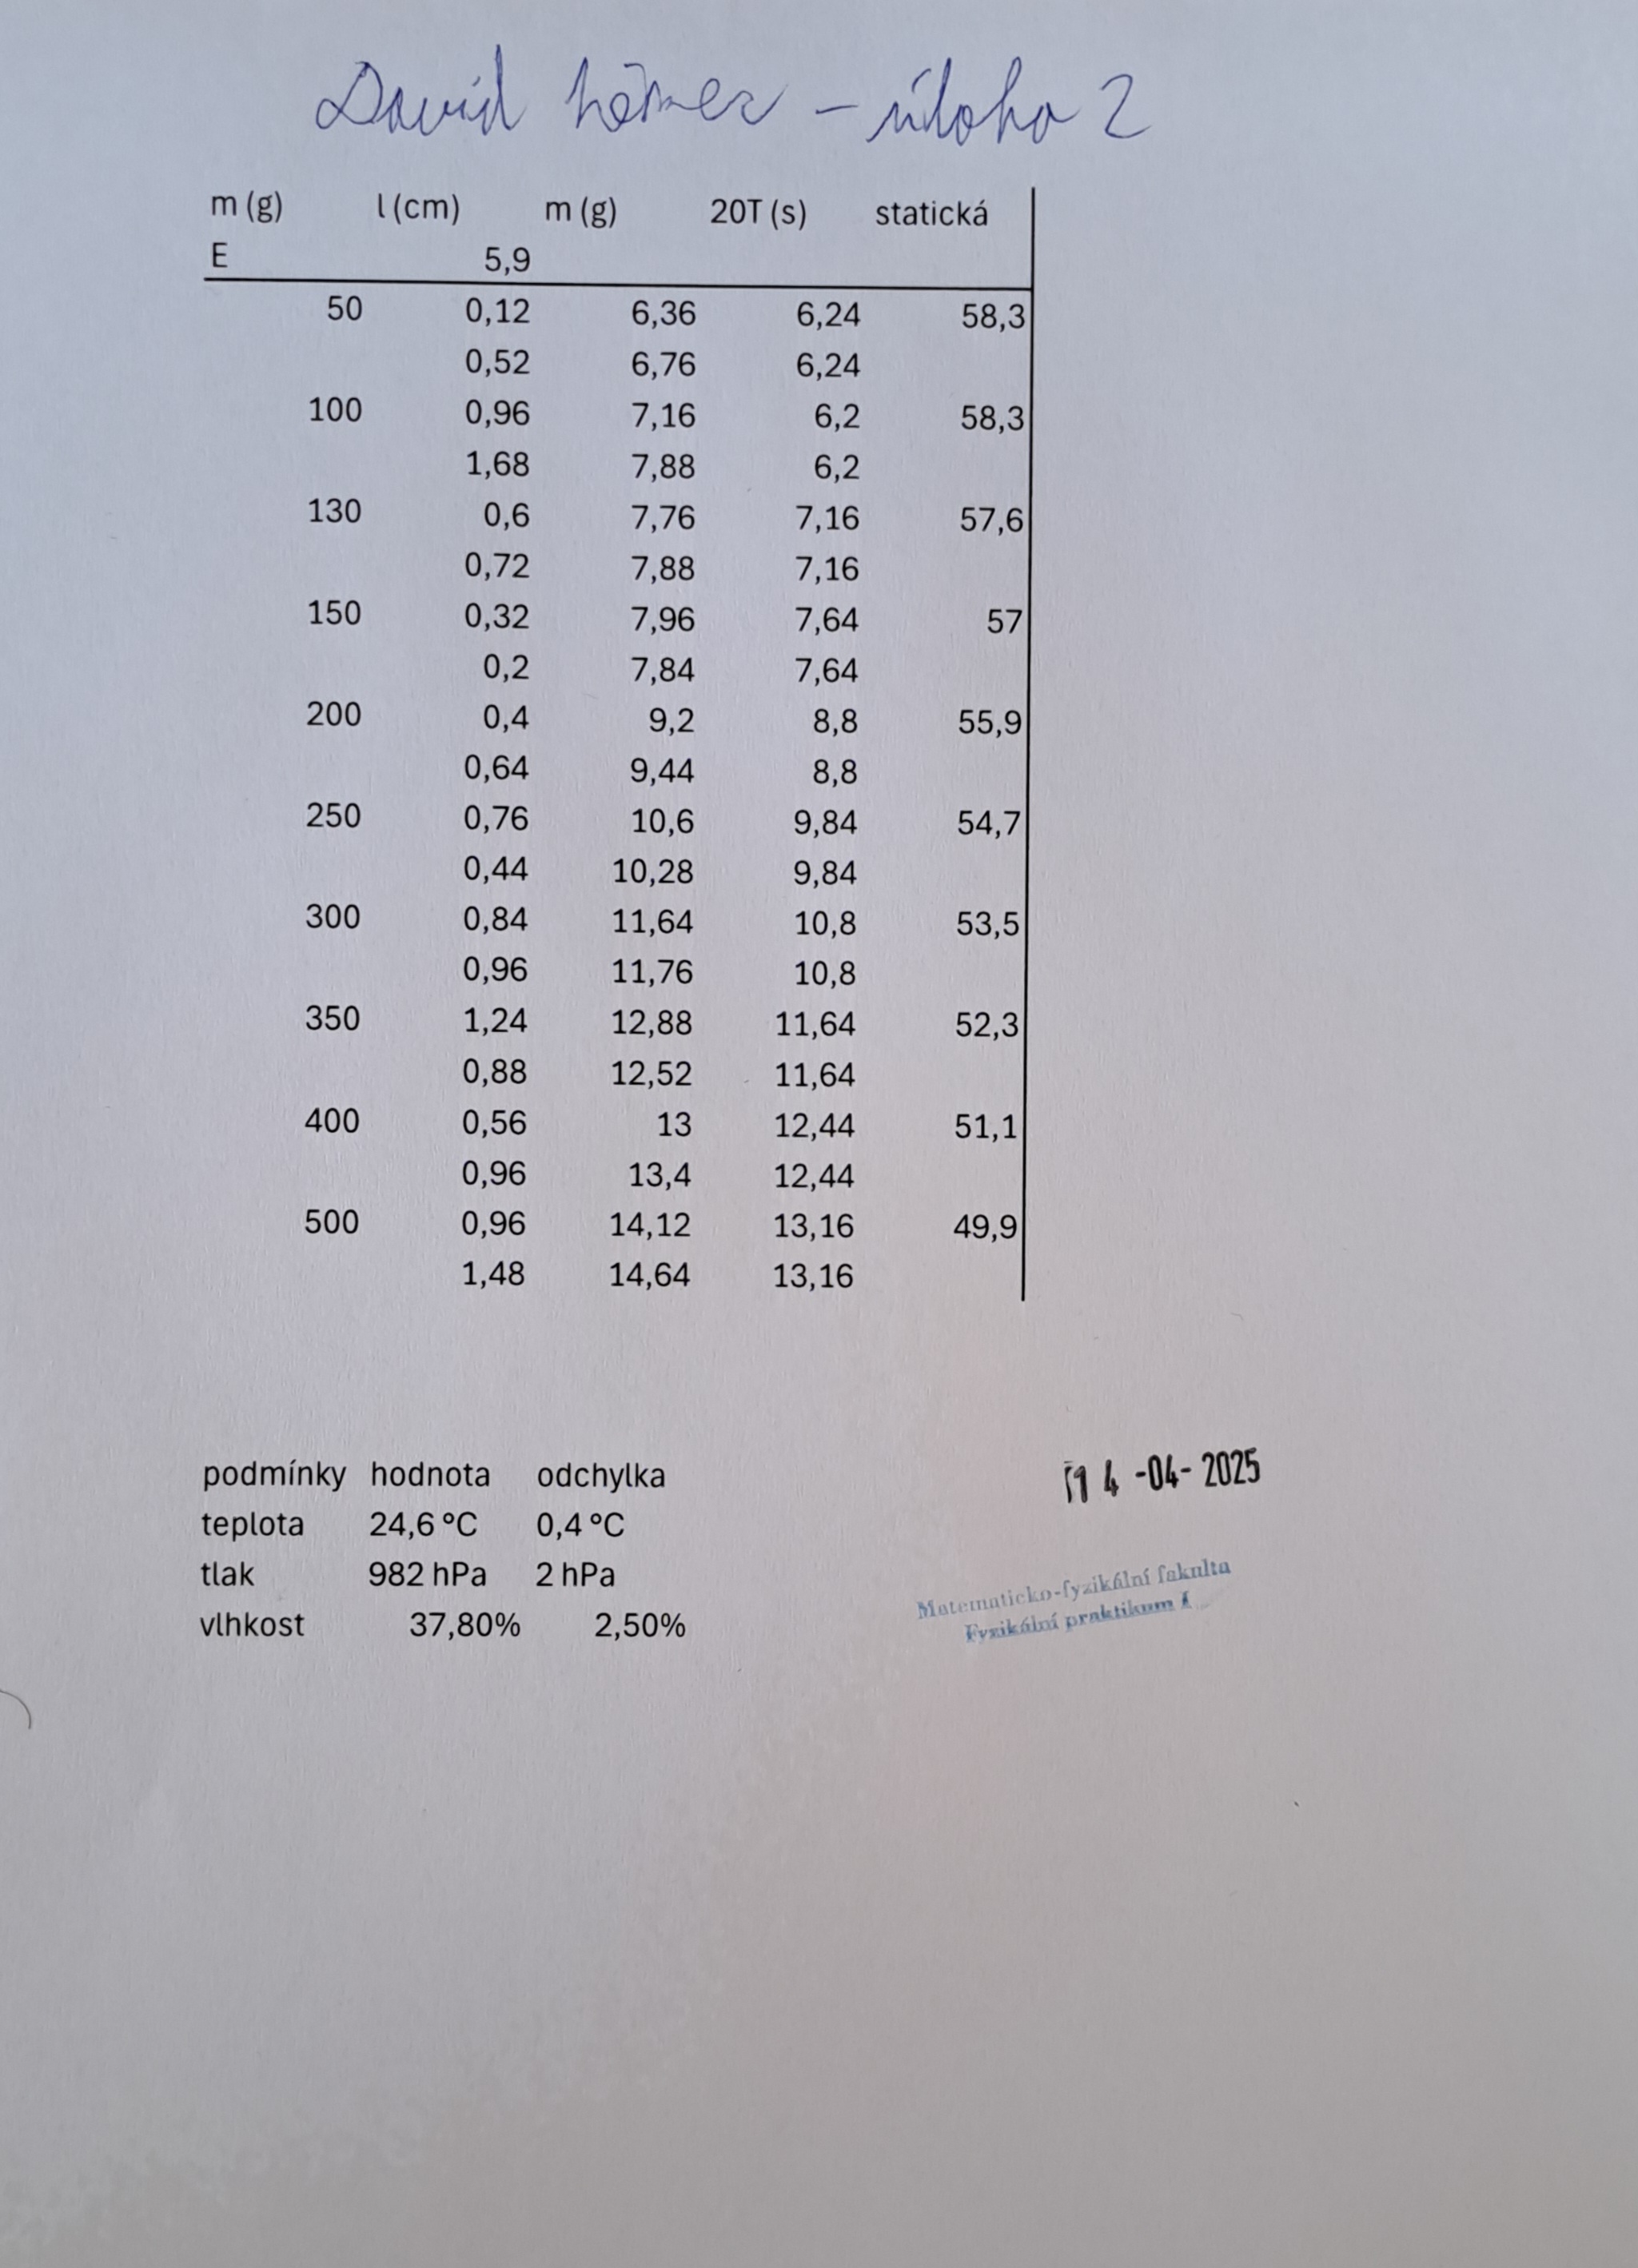 David – úloha 2
m (g) l (cm) m (g) 20T (s) statická
E 5,9
50 0,12 6,36 6,24 58,3
0,52 6,76 6,24
100 0,96 7,16 6,2 58,3
1,68 7,88 6,2
130 0,6 7,76 7,16 57,6
0,72 7,88 7,16
150 0,32 7,96 7,64 57
0,2 7,84 7,64
200 0,4 9,2 8,8 55,9
0,64 9,44 8,8
250 0,76 10,6 9,84 54,7
0,44 10,28 9,84
300 0,84 11,64 10,8 53,5
0,96 11,76 10,8
350 1,24 12,88 11,64 52,3
0,88 12,52 11,64
400 0,56 13 12,44 51,1
0,96 13,4 12,44
500 0,96 14,12 13,16 49,9
1,48 14,64 13,16
podmínky hodnota odchylka
teplota 24,6 °C 0,4 °C
tlak 982 hPa 2 hPa
vlhkost 37,80% 2,50%
14 -04- 2025
Matematicko-fyzikální fakulta
Fyzikální praktikum I